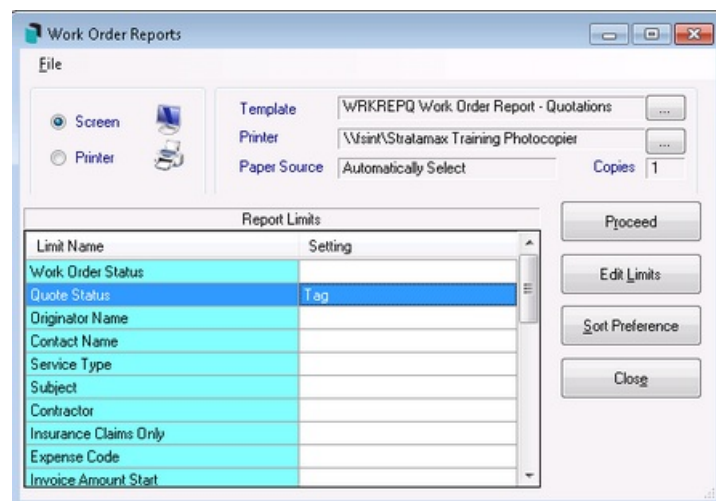 Work Order Reports
File
Screen
Printer
Template WRKREPQ Work Order Report - Quotations ...
Printer \\fsint\Stratamax Training Photocopier ...
Paper Source Automatically Select Copies 1
Report Limits
Limit Name Setting
Work Order Status
Quote Status Tag
Originator Name
Contact Name
Service Type
Subject
Contractor
Insurance Claims Only
Expense Code
Invoice Amount Start
Proceed
Edit Limits
Sort Preference
Close